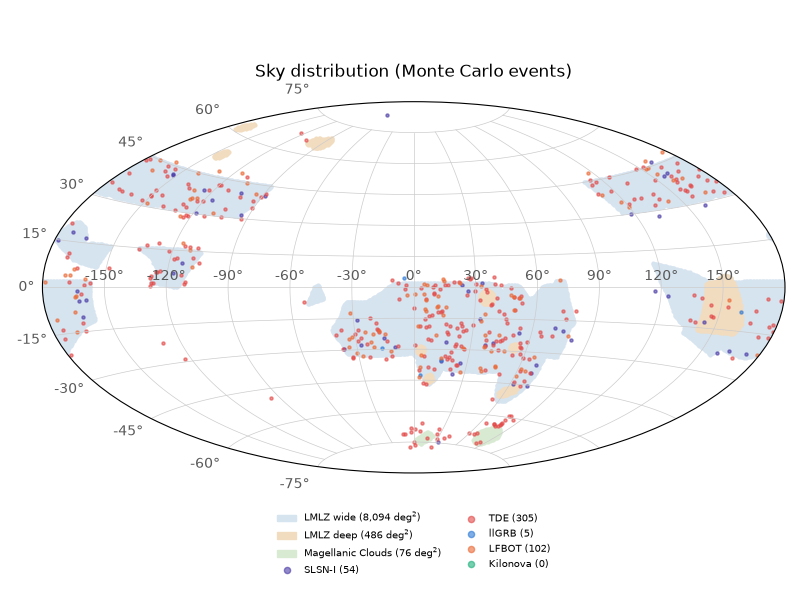 Sky distribution (Monte Carlo events)
75°
60°
45°
30°
15°
-150° -120° -90° -60° -30° 0° 30° 60° 90° 120° 150°
0°
-15°
-30°
-45°
-60°
-75°
LMLZ wide (8,094 deg²)
LMLZ deep (486 deg²)
Magellanic Clouds (76 deg²)
SLSN-I (54)
TDE (305)
llGRB (5)
LFBOT (102)
Kilonova (0)